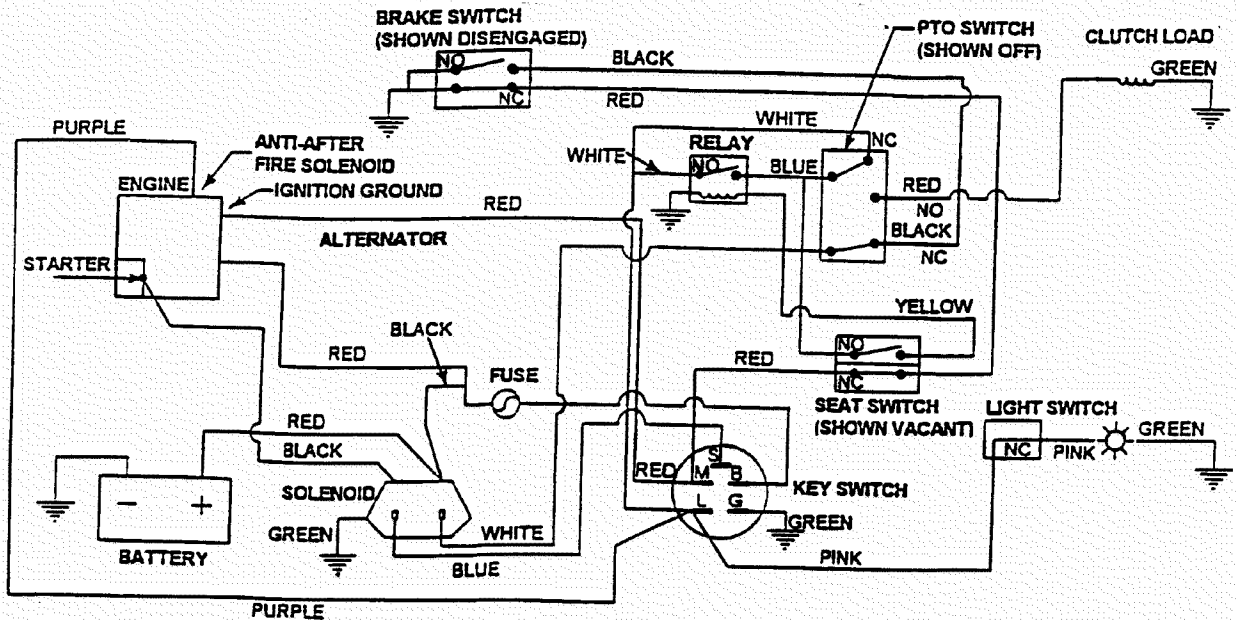 BRAKE SWITCH
(SHOWN DISENGAGED)
NO
NC
BLACK
RED
PTO SWITCH
(SHOWN OFF)
CLUTCH LOAD
GREEN
PURPLE
ANTI-AFTER
FIRE SOLENOID
ENGINE
IGNITION GROUND
RED
ALTERNATOR
STARTER
WHITE
WHITE
RELAY
NO
BLUE
NC
RED
NO
BLACK
NC
YELLOW
BLACK
RED
FUSE
RED
NO
NC
SEAT SWITCH
(SHOWN VACANT)
LIGHT SWITCH
NC
PINK
GREEN
RED
BLACK
SOLENOID
GREEN
- +
BATTERY
WHITE
BLUE
RED
S
M
B
L
G
KEY SWITCH
GREEN
PINK
PURPLE